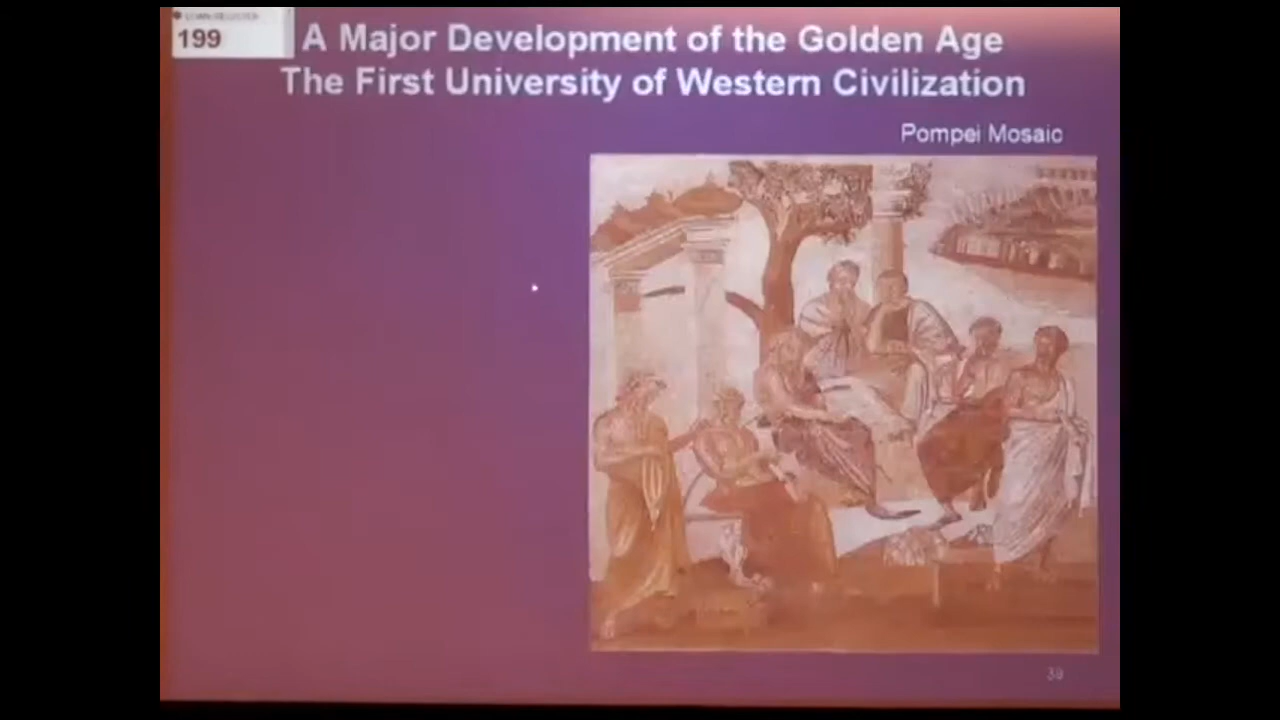 199
A Major Development of the Golden Age
The First University of Western Civilization
Pompei Mosaic